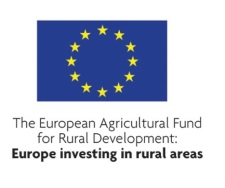 The European Agricultural Fund
for Rural Development:
Europe investing in rural areas